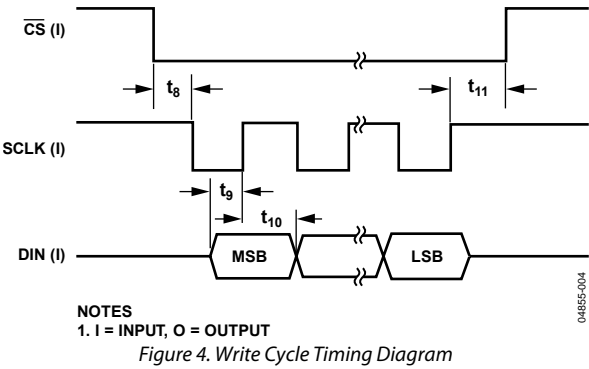 CS (I)
t8
t11
SCLK (I)
t9
t10
DIN (I)
MSB
LSB
04855-004
NOTES
1. I = INPUT, O = OUTPUT
Figure 4. Write Cycle Timing Diagram